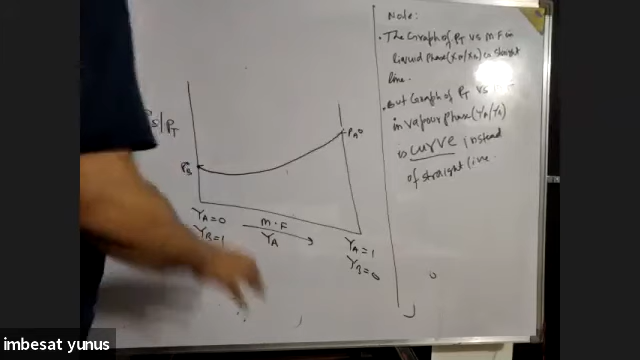 Note:
• The Graph of PT vs M.F in
liquid phase (XA/XB) is straight
line.
• But Graph of PT vs
in vapour phase (YA/YB)
is curve instead
of straight line.
/PT
PB°
PA°
YA=0
YB=1
M.F
YA
YA=1
YB=0
imbesat yunus